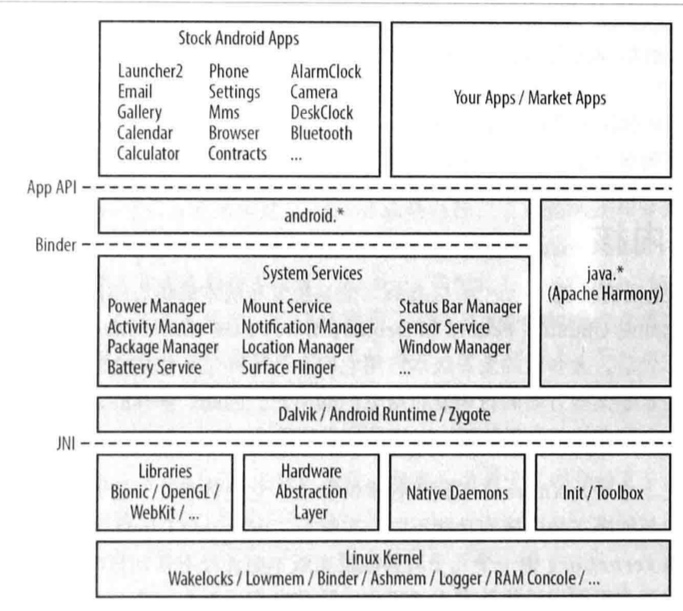 Stock Android Apps
Launcher2 Phone AlarmClock
Email Settings Camera
Gallery Mms DeskClock
Calendar Browser Bluetooth
Calculator Contracts ...
Your Apps / Market Apps
App API
android.*
Binder
System Services
Power Manager Mount Service Status Bar Manager
Activity Manager Notification Manager Sensor Service
Package Manager Location Manager Window Manager
Battery Service Surface Flinger ...
java.*
(Apache Harmony)
Dalvik / Android Runtime / Zygote
JNI
Libraries
Bionic / OpenGL /
WebKit / ...
Hardware
Abstraction
Layer
Native Daemons
Init / Toolbox
Linux Kernel
Wakelocks / Lowmem / Binder / Ashmem / Logger / RAM Concole / ...